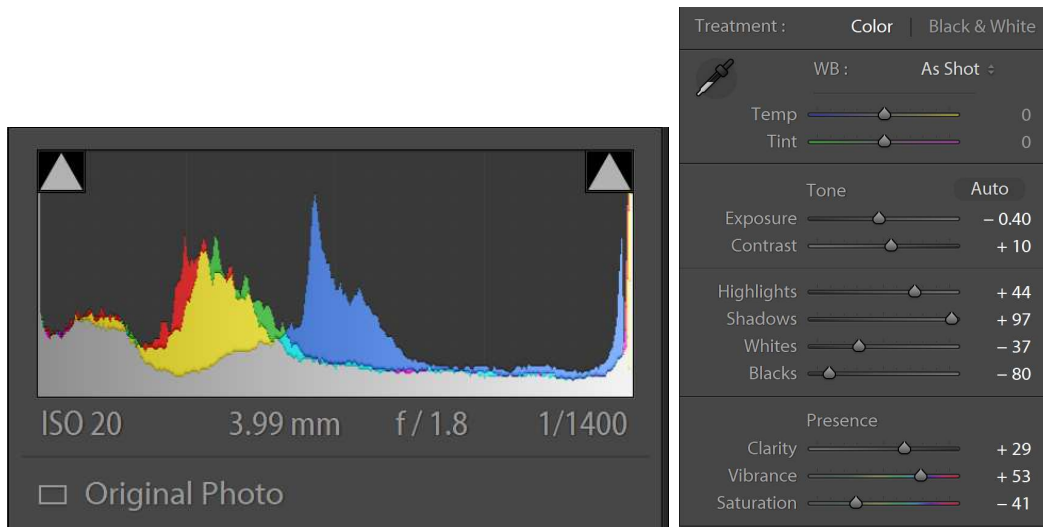 ISO 20 3.99 mm f / 1.8 1/1400
Original Photo
Treatment : Color Black & White
WB : As Shot
Temp 0
Tint 0
Tone Auto
Exposure – 0.40
Contrast + 10
Highlights + 44
Shadows + 97
Whites – 37
Blacks – 80
Presence
Clarity + 29
Vibrance + 53
Saturation – 41